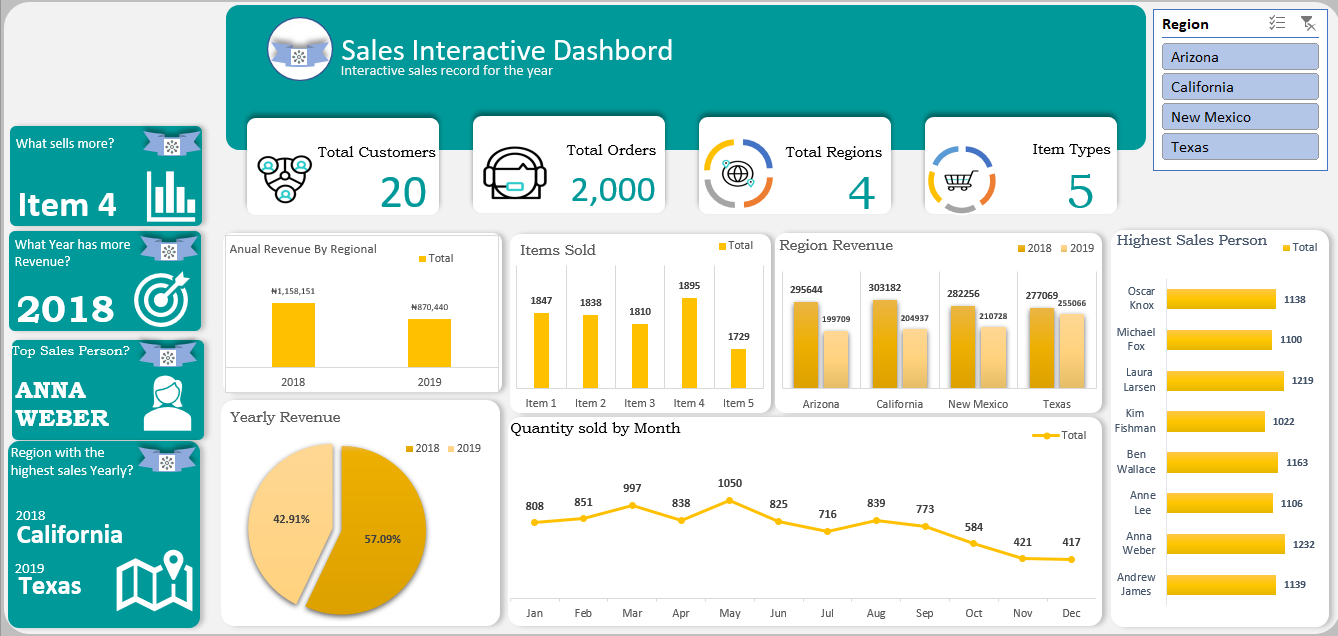 Sales Interactive Dashbord
Interactive sales record for the year
Region
Arizona
California
New Mexico
Texas
Total Customers
20
Total Orders
2,000
Total Regions
4
Item Types
5
What sells more?
Item 4
What Year has more
Revenue?
2018
Top Sales Person?
ANNA
WEBER
Region with the
highest sales Yearly?
2018
California
2019
Texas
Anual Revenue By Regional
Total
₦1,158,151
₦870,440
2018
2019
Items Sold
Total
1847
1838
1810
1895
1729
Item 1
Item 2
Item 3
Item 4
Item 5
Region Revenue
2018
2019
295644
199709
303182
204937
282256
210728
277069
255066
Arizona
California
New Mexico
Texas
Highest Sales Person
Total
Oscar
Knox
1138
Michael
Fox
1100
Laura
Larsen
1219
Kim
Fishman
1022
Ben
Wallace
1163
Anne
Lee
1106
Anna
Weber
1232
Andrew
James
1139
Yearly Revenue
2018
2019
42.91%
57.09%
Quantity sold by Month
Total
808
851
997
838
1050
825
716
839
773
584
421
417
Jan
Feb
Mar
Apr
May
Jun
Jul
Aug
Sep
Oct
Nov
Dec